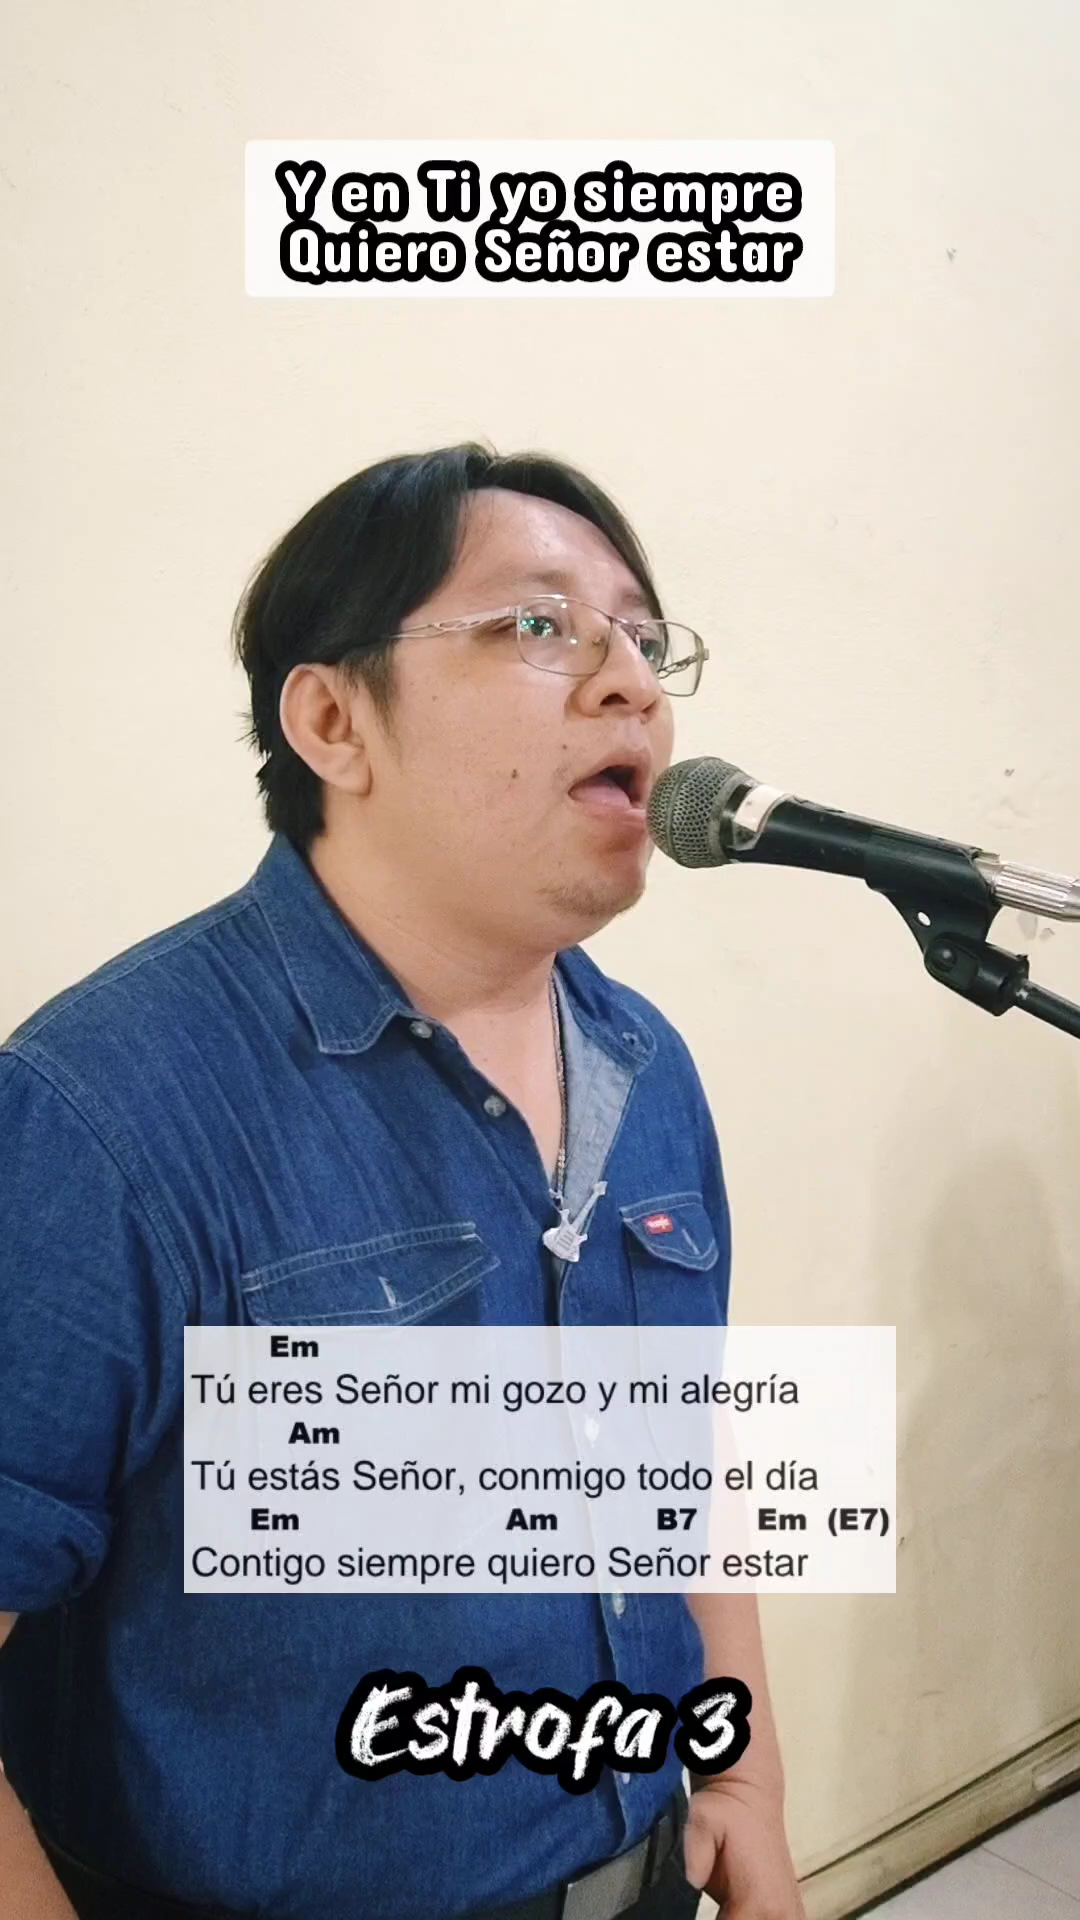 Y en Ti yo siempre
Quiero Señor estar
Em
Tú eres Señor mi gozo y mi alegría
Am
Tú estás Señor, conmigo todo el día
Em Am B7 Em (E7)
Contigo siempre quiero Señor estar
Estrofa 3